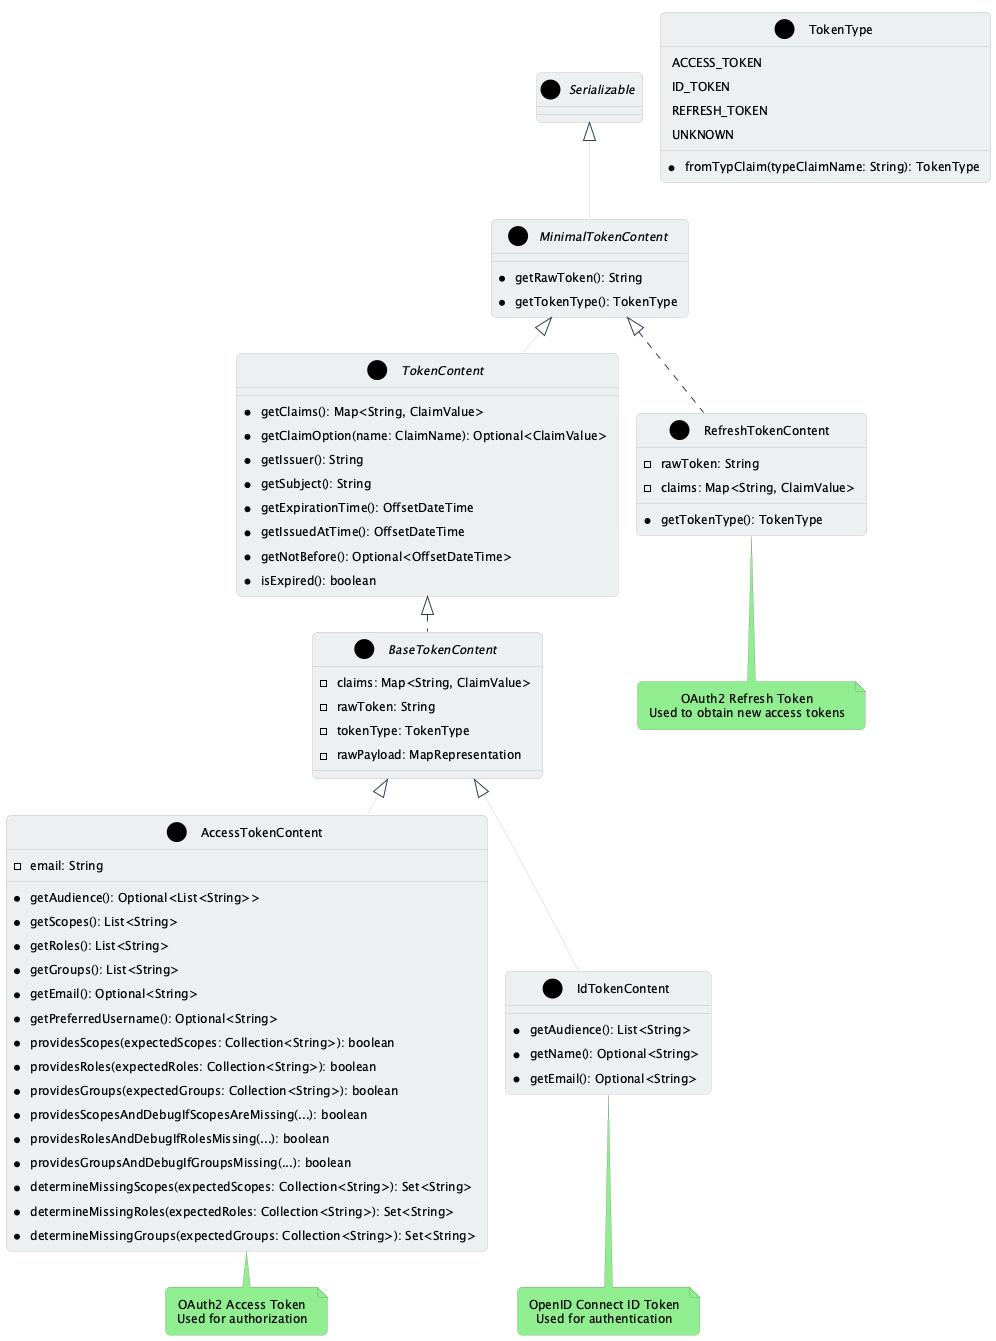 TokenType
ACCESS_TOKEN
ID_TOKEN
REFRESH_TOKEN
UNKNOWN
fromTypClaim(typeClaimName: String): TokenType
Serializable
MinimalTokenContent
getRawToken(): String
getTokenType(): TokenType
TokenContent
getClaims(): Map<String, ClaimValue>
getClaimOption(name: ClaimName): Optional<ClaimValue>
getIssuer(): String
getSubject(): String
getExpirationTime(): OffsetDateTime
getIssuedAtTime(): OffsetDateTime
getNotBefore(): Optional<OffsetDateTime>
isExpired(): boolean
RefreshTokenContent
rawToken: String
claims: Map<String, ClaimValue>
getTokenType(): TokenType
BaseTokenContent
claims: Map<String, ClaimValue>
rawToken: String
tokenType: TokenType
rawPayload: MapRepresentation
OAuth2 Refresh Token
Used to obtain new access tokens
AccessTokenContent
email: String
getAudience(): Optional<List<String>>
getScopes(): List<String>
getRoles(): List<String>
getGroups(): List<String>
getEmail(): Optional<String>
getPreferredUsername(): Optional<String>
providesScopes(expectedScopes: Collection<String>): boolean
providesRoles(expectedRoles: Collection<String>): boolean
providesGroups(expectedGroups: Collection<String>): boolean
providesScopesAndDebugIfScopesAreMissing(...): boolean
providesRolesAndDebugIfRolesMissing(...): boolean
providesGroupsAndDebugIfGroupsMissing(...): boolean
determineMissingScopes(expectedScopes: Collection<String>): Set<String>
determineMissingRoles(expectedRoles: Collection<String>): Set<String>
determineMissingGroups(expectedGroups: Collection<String>): Set<String>
IdTokenContent
getAudience(): List<String>
getName(): Optional<String>
getEmail(): Optional<String>
OAuth2 Access Token
Used for authorization
OpenID Connect ID Token
Used for authentication